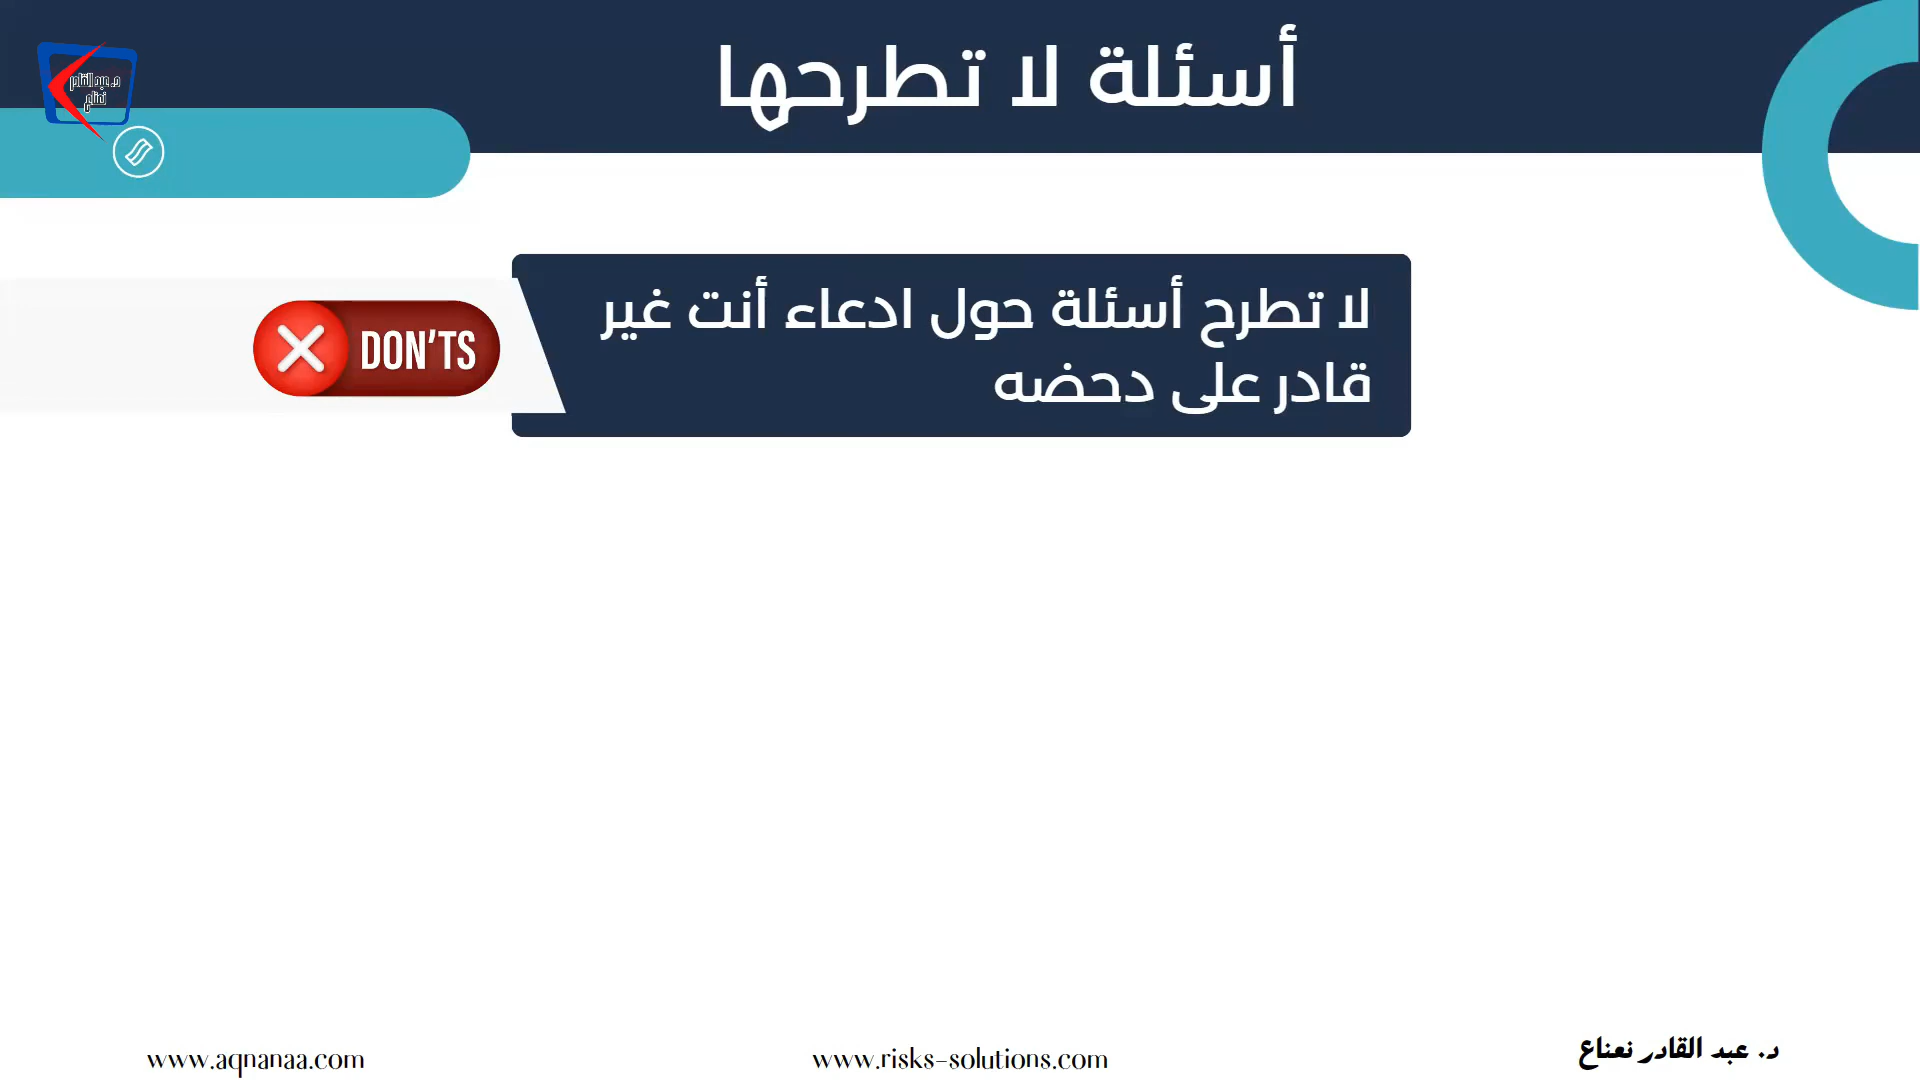 أسئلة لا تطرحها
لا تطرح أسئلة حول ادعاء أنت غير
قادر على دحضه
DON'TS
www.aqnanaa.com
www.risks-solutions.com
د. عبد القادر نعناع